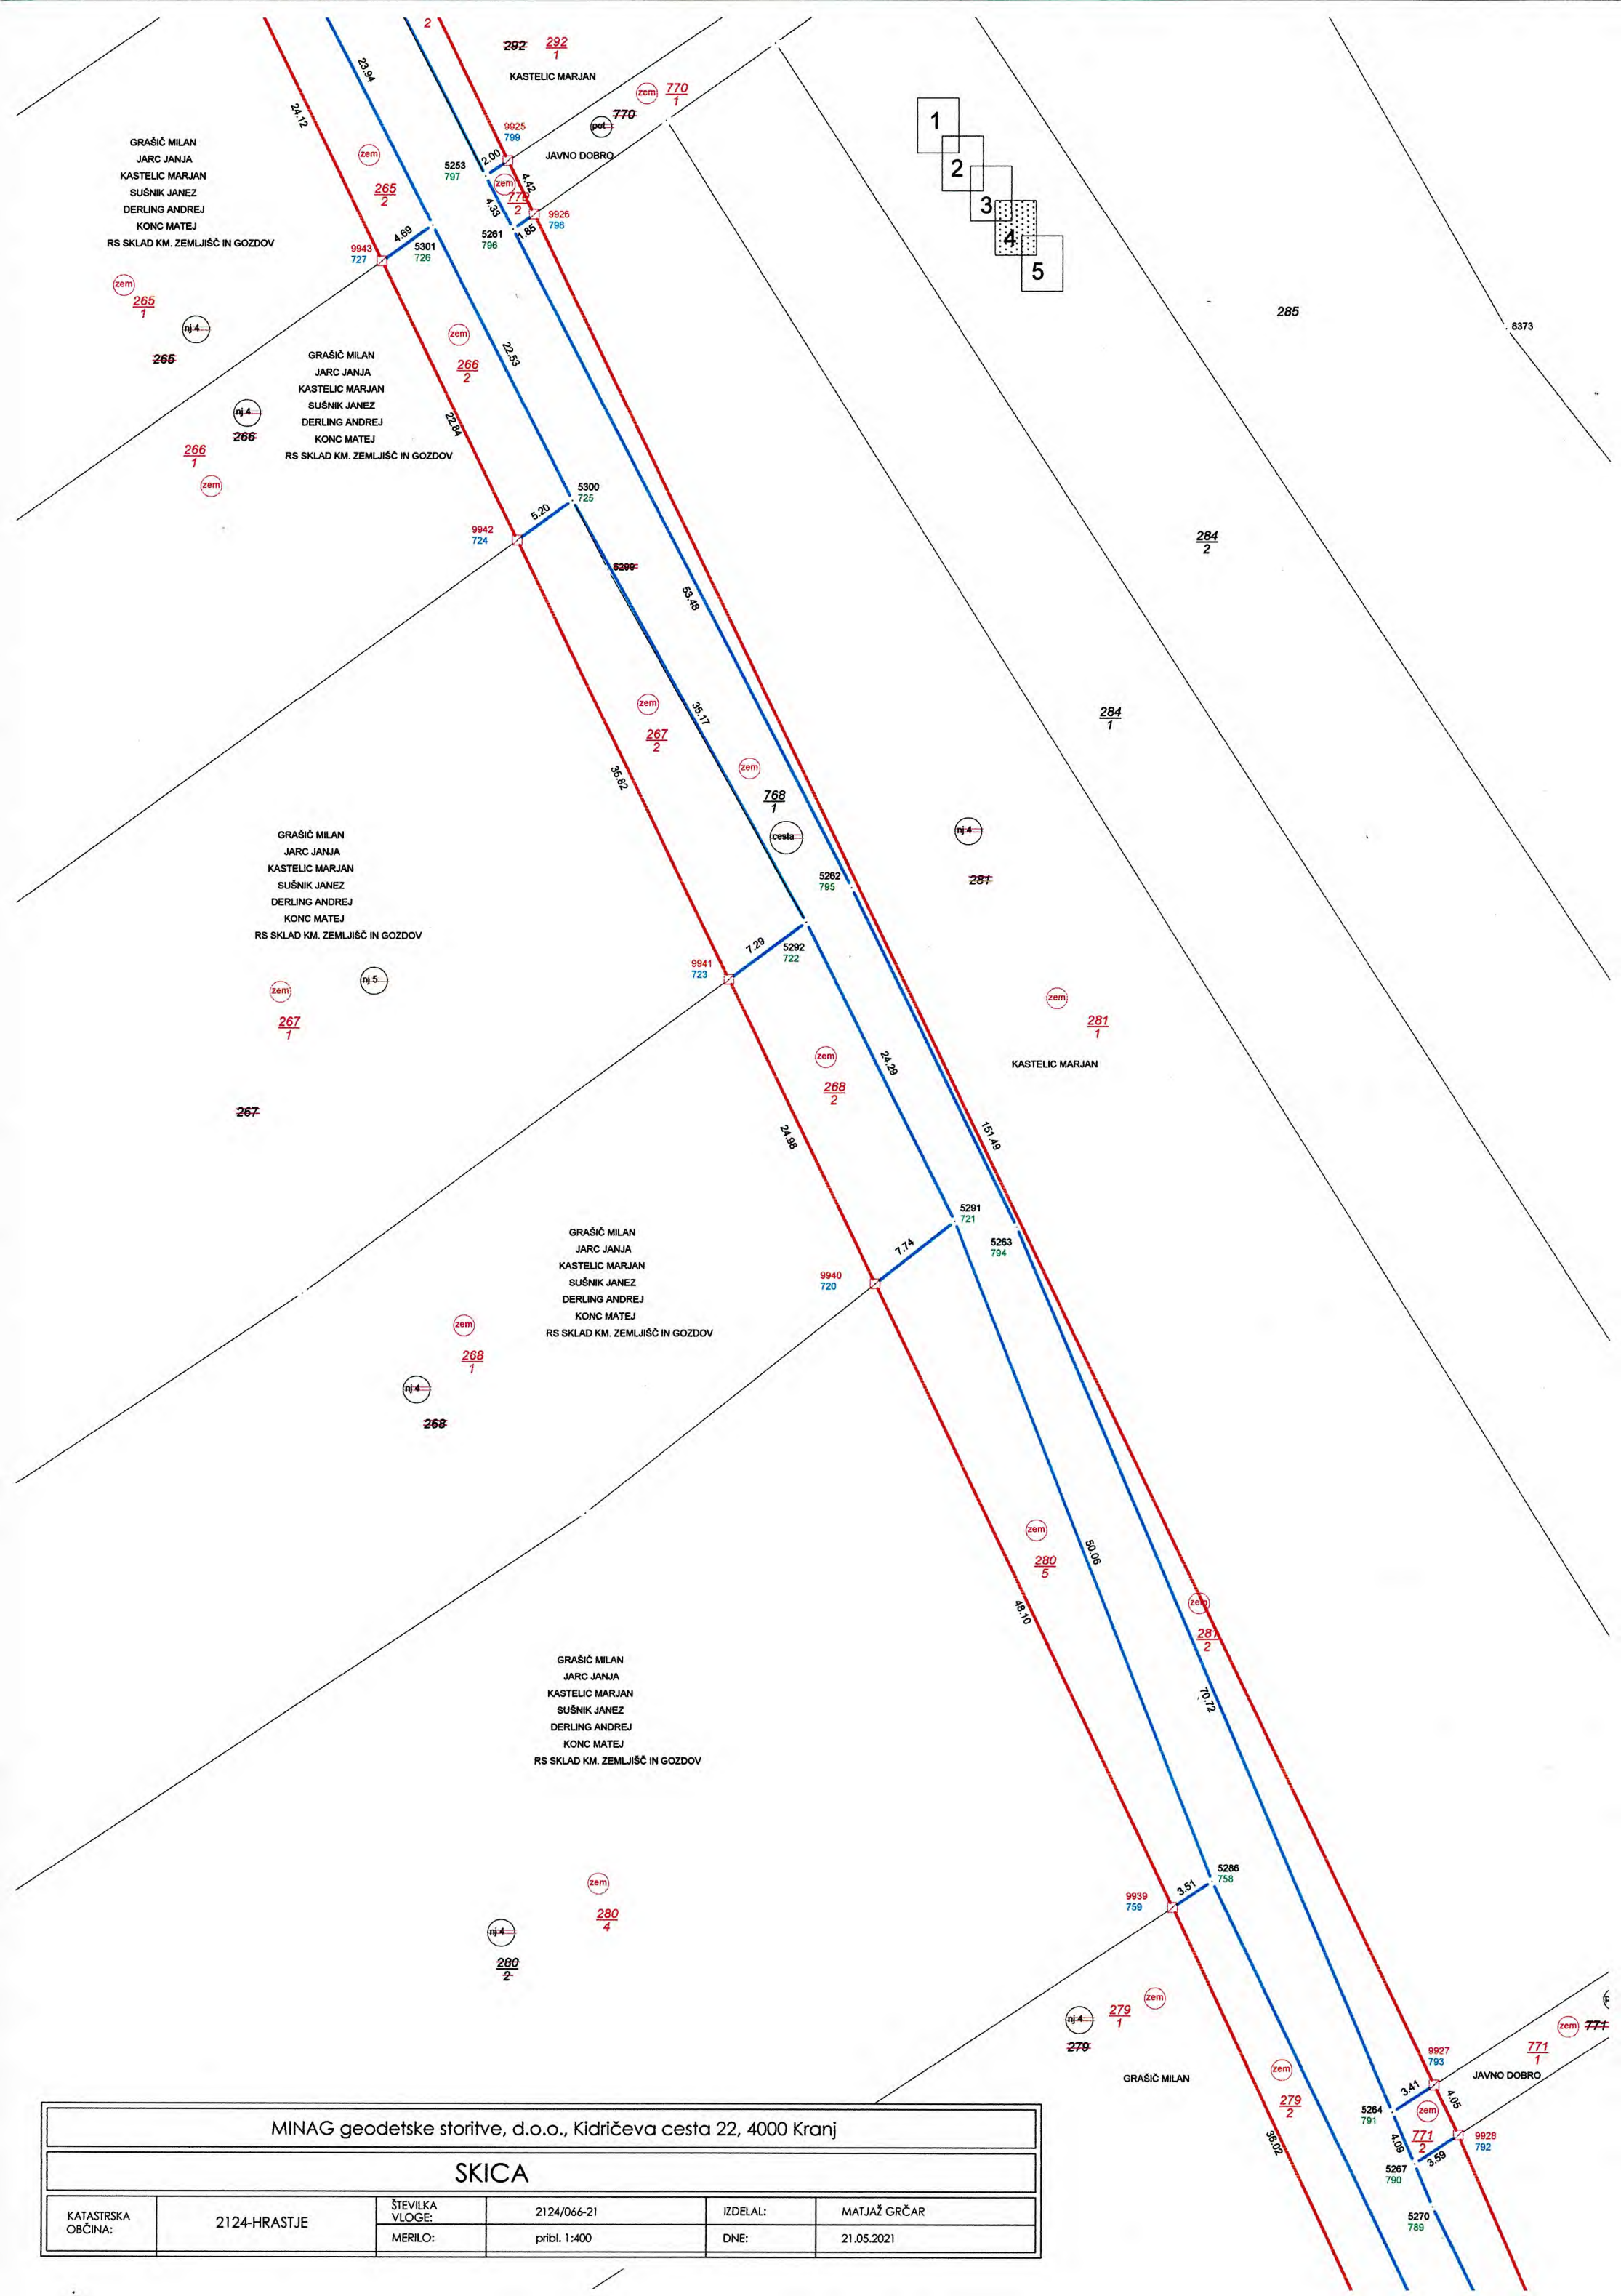 2
292 292
1
KASTELIC MARJAN
zem 770
1
pot 770
JAVNO DOBRO
23.94
24.12
9925
799
5253
797
2.00
4.42
zem
770
2
4.33
9926
798
5261
796
1.85
GRAŠIČ MILAN
JARC JANJA
KASTELIC MARJAN
SUŠNIK JANEZ
DERLING ANDREJ
KONC MATEJ
RS SKLAD KM. ZEMLJIŠČ IN GOZDOV
zem
265
2
4.69
9943
727
5301
726
zem
265
1
nj 4
265
1
2
3
4
5
285
8373
GRAŠIČ MILAN
JARC JANJA
KASTELIC MARJAN
SUŠNIK JANEZ
DERLING ANDREJ
KONC MATEJ
RS SKLAD KM. ZEMLJIŠČ IN GOZDOV
zem
266
2
22.53
22.84
nj 4
266
266
1
zem
5300
725
5.20
9942
724
5299
53.48
284
2
284
1
zem
267
2
35.17
35.82
zem
768
1
cesta
5262
795
nj 4
281
GRAŠIČ MILAN
JARC JANJA
KASTELIC MARJAN
SUŠNIK JANEZ
DERLING ANDREJ
KONC MATEJ
RS SKLAD KM. ZEMLJIŠČ IN GOZDOV
zem
267
1
nj 5
267
7.29
5292
722
9941
723
zem
281
1
KASTELIC MARJAN
zem
268
2
24.29
24.98
151.49
5291
721
5263
794
7.74
9940
720
GRAŠIČ MILAN
JARC JANJA
KASTELIC MARJAN
SUŠNIK JANEZ
DERLING ANDREJ
KONC MATEJ
RS SKLAD KM. ZEMLJIŠČ IN GOZDOV
zem
268
1
nj 4
268
zem
280
5
50.06
48.10
zem
281
2
70.72
GRAŠIČ MILAN
JARC JANJA
KASTELIC MARJAN
SUŠNIK JANEZ
DERLING ANDREJ
KONC MATEJ
RS SKLAD KM. ZEMLJIŠČ IN GOZDOV
zem
280
4
nj 4
280
2
5286
758
3.51
9939
759
zem
279
1
nj 4
279
GRAŠIČ MILAN
zem
279
2
36.02
9927
793
3.41
4.05
5264
791
zem
771
2
4.09
3.59
9928
792
5267
790
5270
789
zem 771
771
1
JAVNO DOBRO
MINAG geodetske storitve, d.o.o., Kidričeva cesta 22, 4000 Kranj
SKICA
KATASTRSKA
OBČINA:
2124-HRASTJE
ŠTEVILKA
VLOGE:
2124/066-21
IZDELAL:
MATJAŽ GRČAR
MERILO:
pribl. 1:400
DNE:
21.05.2021